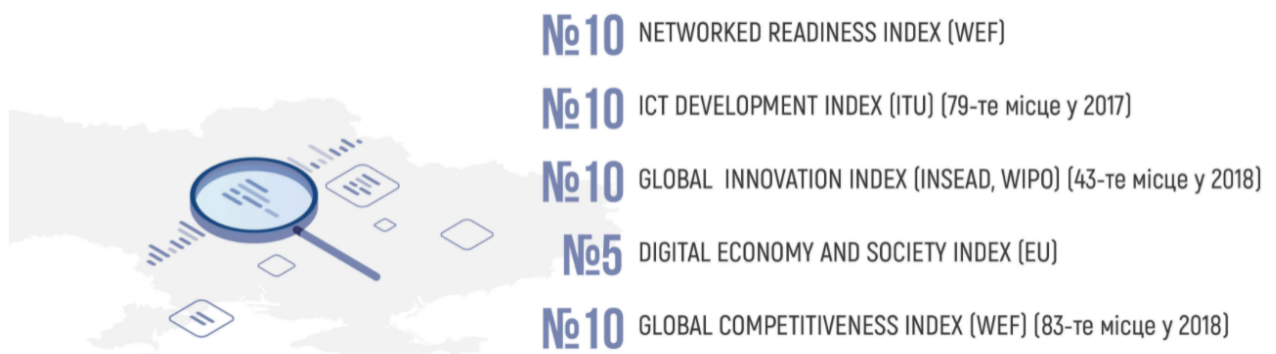 №10 NETWORKED READINESS INDEX (WEF)
№10 ICT DEVELOPMENT INDEX (ITU) (79-те місце у 2017)
№10 GLOBAL INNOVATION INDEX (INSEAD, WIPO) (43-те місце у 2018)
№5 DIGITAL ECONOMY AND SOCIETY INDEX (EU)
№10 GLOBAL COMPETITIVENESS INDEX (WEF) (83-те місце у 2018)